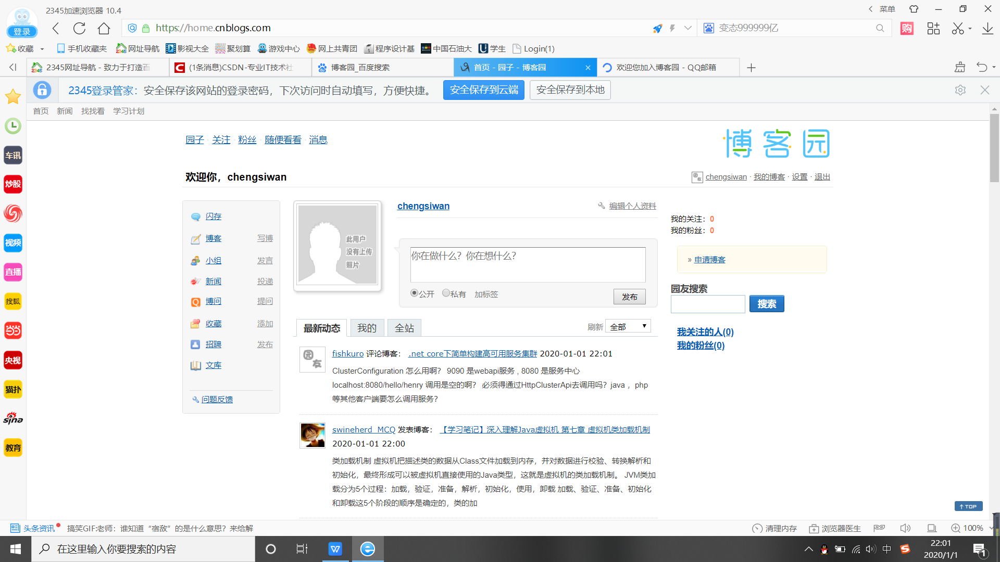 2345加速浏览器 10.4
菜单
登录
https://home.cnblogs.com
变态999999亿
购
收藏
手机收藏夹
网址导航
影视大全
聚划算
游戏中心
网上共青团
程序设计基
中国石油大
学生
Login(1)
2345网址导航 - 致力于打造百
(1条消息)CSDN-专业IT技术社
博客园_百度搜索
首页 - 园子 - 博客园
欢迎您加入博客园 - QQ邮箱
2345登录管家：安全保存该网站的登录密码，下次访问时自动填写，方便快捷。
安全保存到云端
安全保存到本地
首页 新闻 找找看 学习计划
车讯
炒股
视频
直播
搜狐
当当
央视
猫扑
sina
教育
园子 · 关注 · 粉丝 · 随便看看 · 消息
博客园
欢迎你，chengsiwan
chengsiwan · 我的博客 · 设置 · 退出
闪存
博客 写博
小组 发言
新闻 投递
博问 提问
收藏 添加
招聘 发布
文库
问题反馈
此用户
没有上传
照片
chengsiwan
编辑个人资料
你在做什么？你在想什么？
公开 私有 加标签
发布
我的关注：0
我的粉丝：0
» 申请博客
园友搜索
搜索
我关注的人(0)
我的粉丝(0)
最新动态 我的 全站
刷新 全部
园友
fishkuro 评论博客： .net core下简单构建高可用服务集群 2020-01-01 22:01
ClusterConfiguration 怎么用啊？ 9090 是webapi服务 , 8080 是服务中心
localhost:8080/hello/henry 调用是空的啊？ 必须得通过HttpClusterApi去调用吗？java ，php
等其他客户端要怎么调用服务？
swineherd_MCQ 发表博客： 【学习笔记】深入理解Java虚拟机 第七章 虚拟机类加载机制
2020-01-01 22:00
类加载机制 虚拟机把描述类的数据从Class文件加载到内存，并对数据进行校验、转换解析和
初始化，最终形成可以被虚拟机直接使用的Java类型，这就是虚拟机的类加载机制。 JVM类加
载分为5个过程：加载，验证，准备，解析，初始化，使用，卸载 加载、验证、准备、初始化
和卸载这5个阶段的顺序是确定的，类的加
TOP
头条资讯
搞笑GIF:老师：谁知道“宿敌”的是什么意思？来给解
清理内存
浏览器医生
100%
在这里输入你要搜索的内容
中
22:01
2020/1/1
1